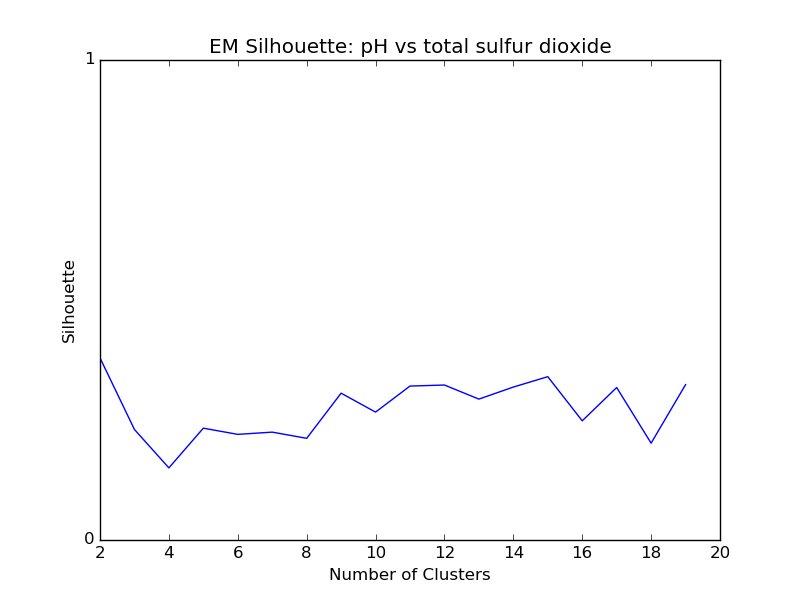 EM Silhouette: pH vs total sulfur dioxide
1
Silhouette
0
2 4 6 8 10 12 14 16 18 20
Number of Clusters